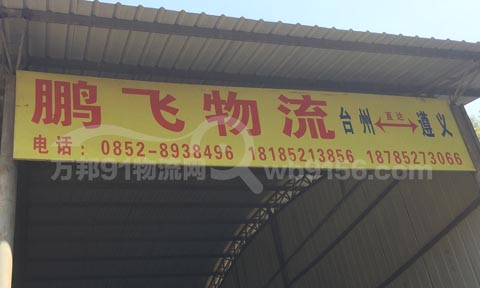 鹏飞物流 台州 直达 遵义
电话：0852-8938496 18185213856 18785213066
万邦91物流网 wb9156.com